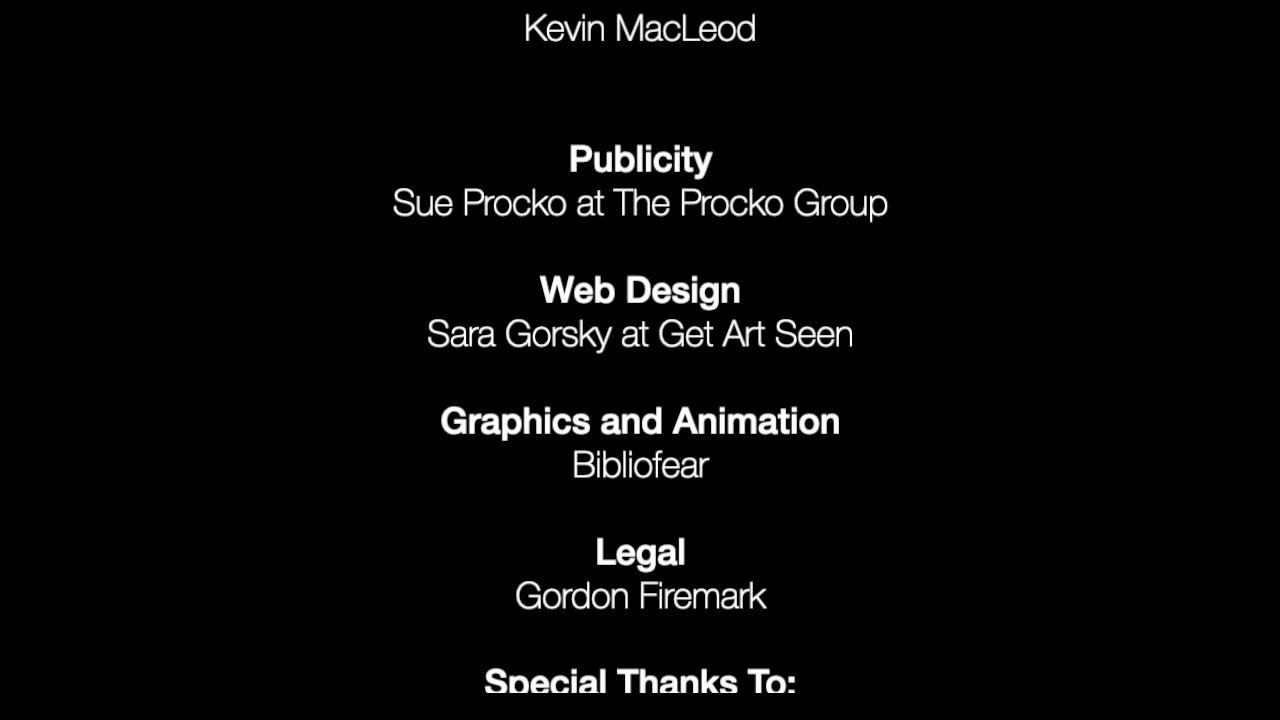 Kevin MacLeod
Publicity
Sue Procko at The Procko Group
Web Design
Sara Gorsky at Get Art Seen
Graphics and Animation
Bibliofear
Legal
Gordon Firemark
Special Thanks To: